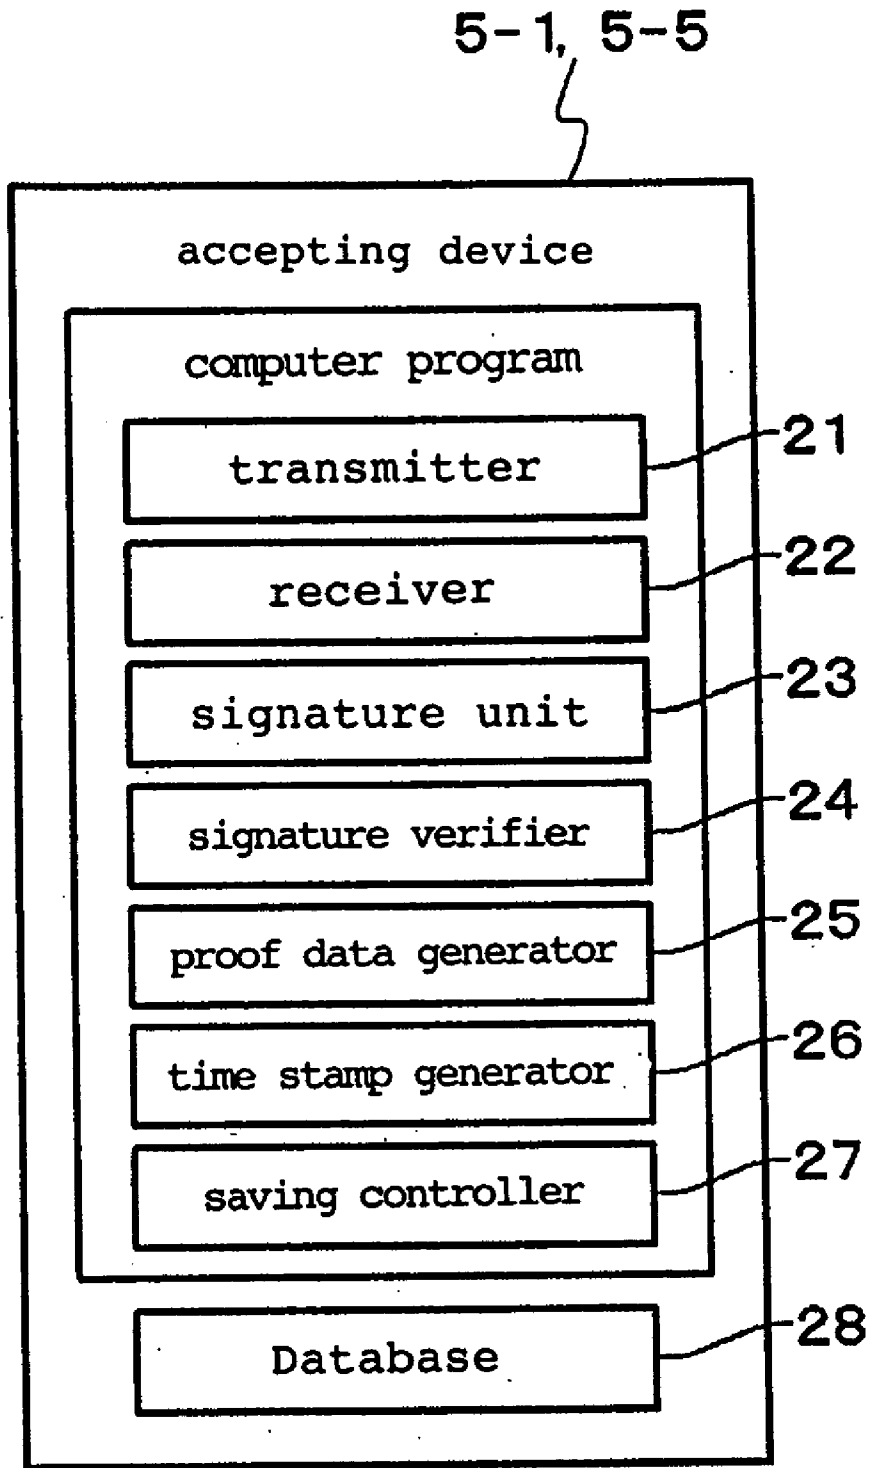 5-1, 5-5
accepting device
computer program
transmitter 21
receiver 22
signature unit 23
signature verifier 24
proof data generator 25
time stamp generator 26
saving controller 27
Database 28